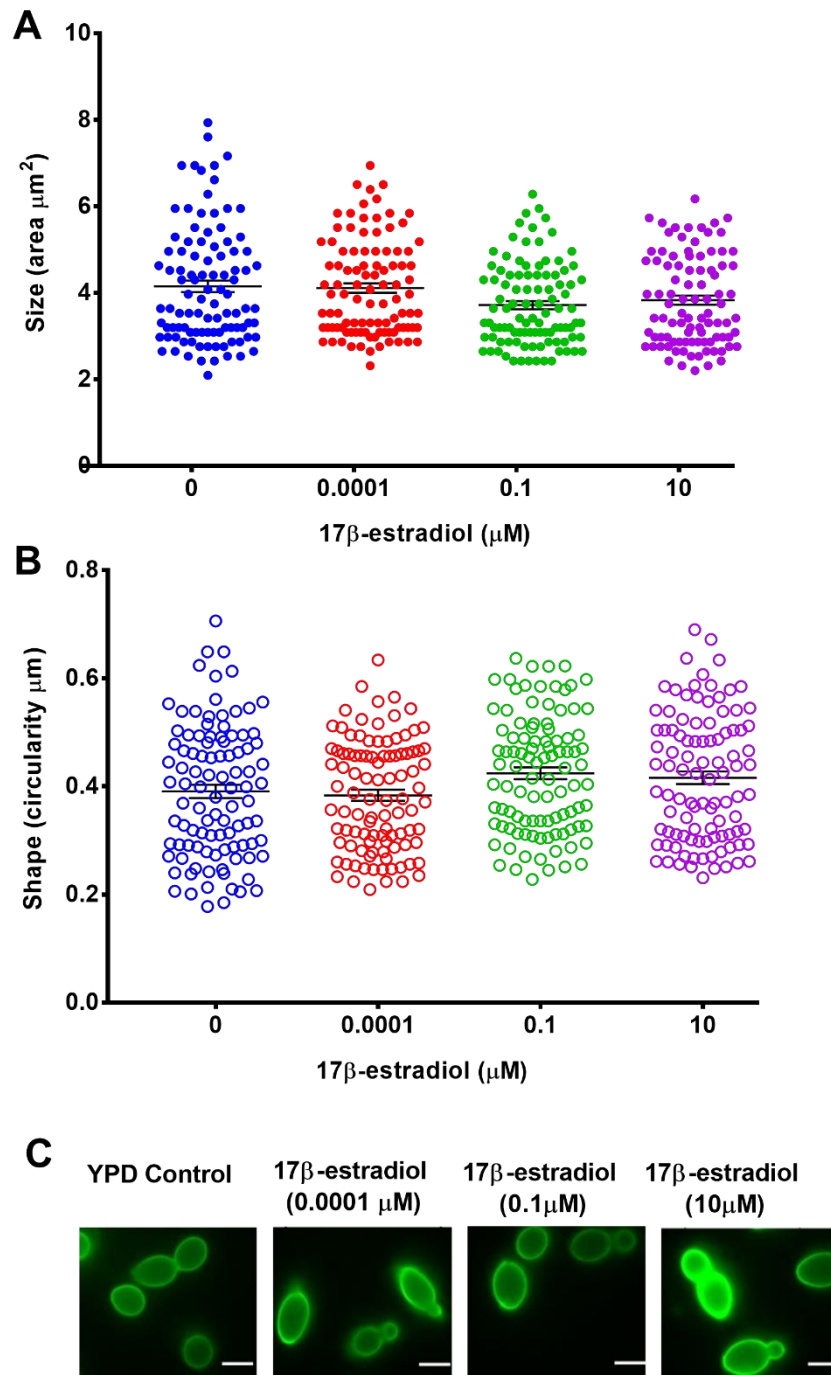 A
10
8
6
4
2
0
Size (area μm²)
0 0.0001 0.1 10
17β-estradiol (μM)
B
0.8
0.6
0.4
0.2
0.0
Shape (circularity μm)
0 0.0001 0.1 10
17β-estradiol (μM)
C
YPD Control
17β-estradiol
(0.0001 μM)
17β-estradiol
(0.1μM)
17β-estradiol
(10μM)